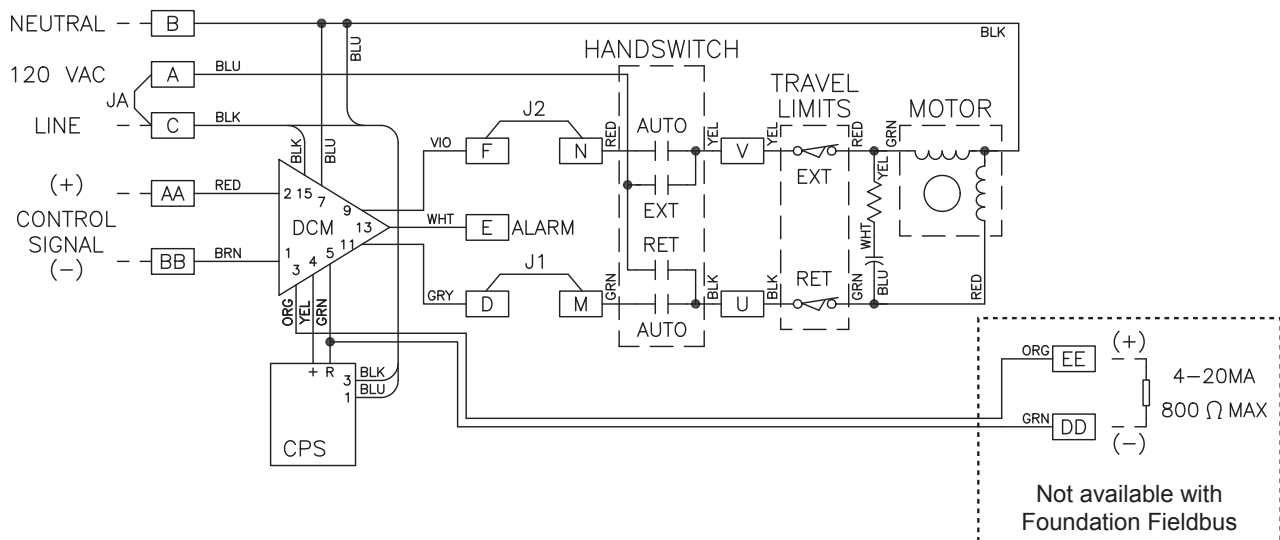 NEUTRAL
B
BLU
BLK
HANDSWITCH
120 VAC
A
BLU
JA
LINE
C
BLK
BLK
BLU
TRAVEL
LIMITS
MOTOR
J2
VIO
F
N
RED
AUTO
YEL
V
YEL
RED
GRN
EXT
EXT
YEL
(+)
AA
RED
2 15
7
9
DCM
13
11
WHT
E
ALARM
CONTROL
SIGNAL
(-)
BB
BRN
1
3
4
5
ORG
YEL
GRN
GRY
D
J1
M
GRN
RET
AUTO
BLK
U
BLK
RET
GRN
WHT
BLU
RED
+ R
3
BLK
1
BLU
CPS
ORG
EE
(+)
4-20MA
800 Ω MAX
GRN
DD
(-)
Not available with
Foundation Fieldbus